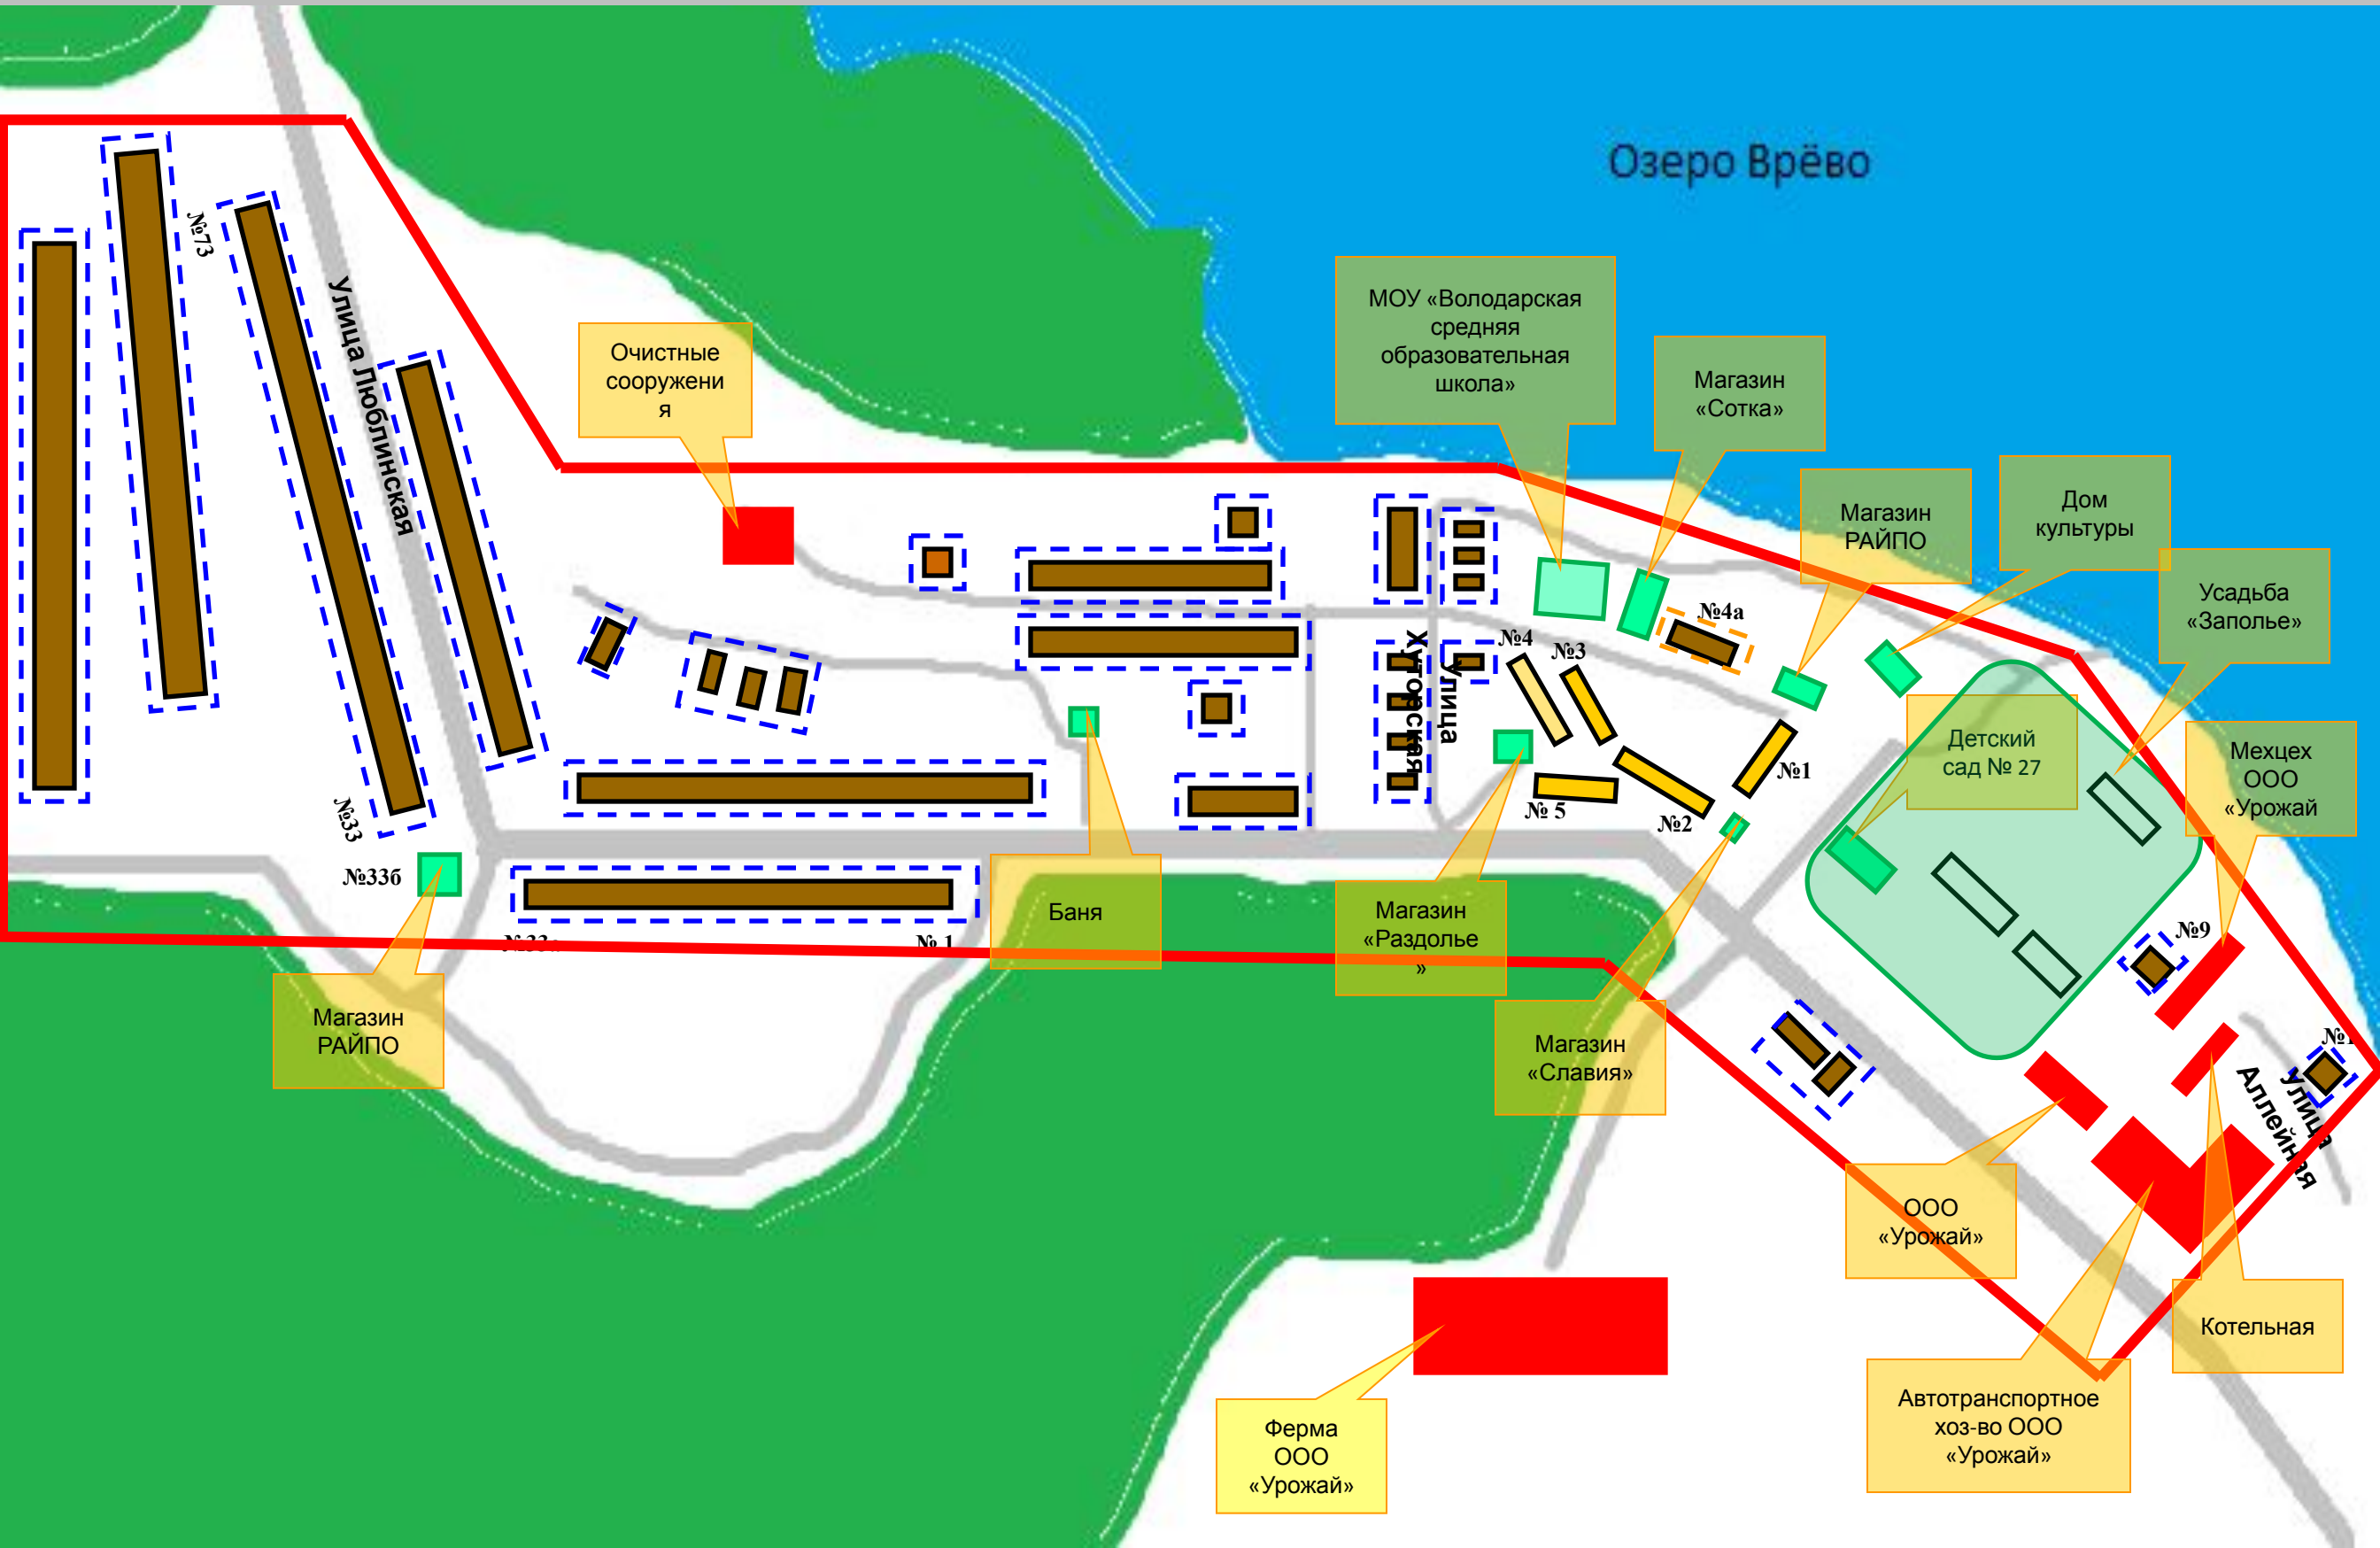 Озеро Врёво
№73
Улица Люблинская
Очистные
сооружени
я
МОУ «Володарская
средняя
образовательная
школа»
Магазин
«Сотка»
Магазин
РАЙПО
Дом
культуры
Усадьба
«Заполье»
№4а
№4
№3
Улица
Хуторская
Детский
сад № 27
Мехцех
ООО
«Урожай
№1
№ 5
№2
№33
№33б
№ 1
Баня
Магазин
«Раздолье
»
№9
Магазин
РАЙПО
Магазин
«Славия»
Улица
Аллейная
ООО
«Урожай»
Котельная
Автотранспортное
хоз-во ООО
«Урожай»
Ферма
ООО
«Урожай»